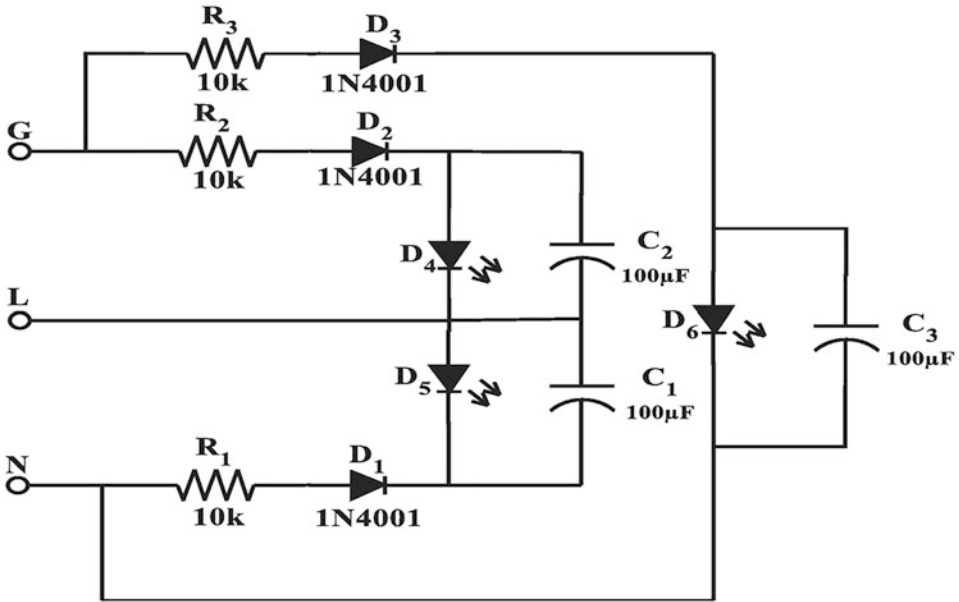 R3
D3
10k
1N4001
G
R2
D2
10k
1N4001
D4
C2
100μF
L
D6
C3
100μF
D5
C1
100μF
N
R1
D1
10k
1N4001